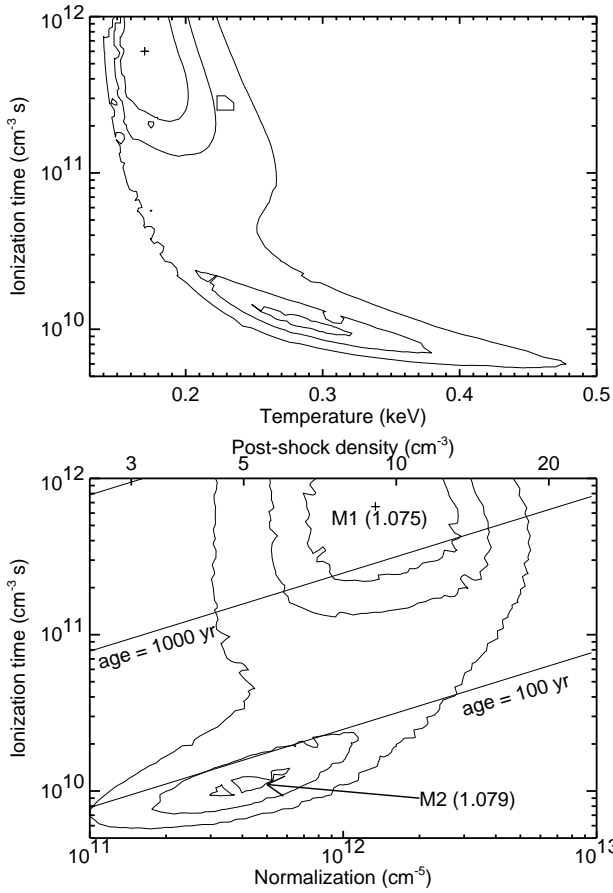 10^12
10^11
10^10
Ionization time (cm^-3 s)
0.2 0.3 0.4 0.5
Temperature (keV)
Post-shock density (cm^-3)
3 5 10 20
10^12
10^11
10^10
Ionization time (cm^-3 s)
M1 (1.075)
age = 1000 yr
age = 100 yr
M2 (1.079)
10^11 10^12 10^13
Normalization (cm^-5)